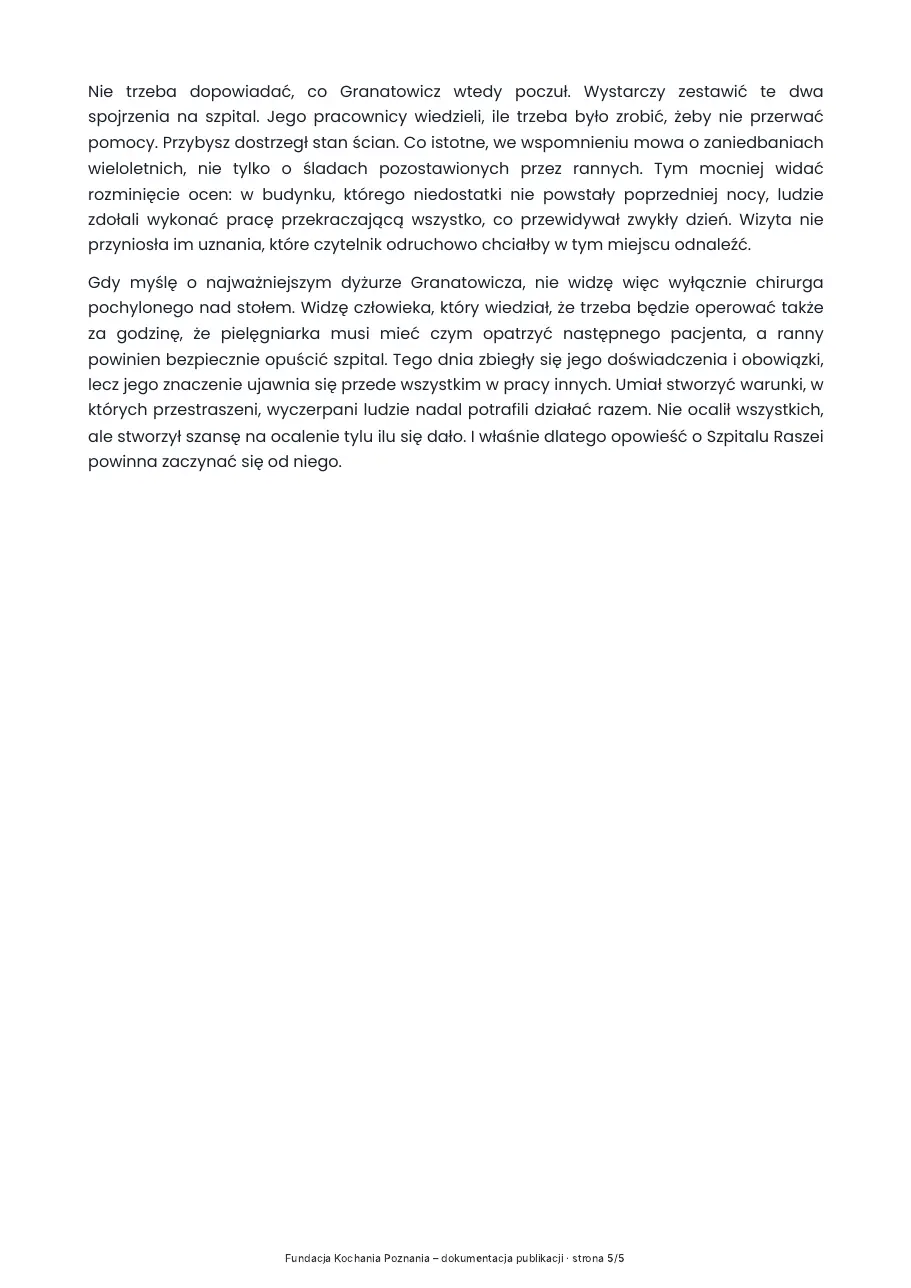 Nie trzeba dopowiadać, co Granatowicz wtedy poczuł. Wystarczy zestawić te dwa
spojrzenia na szpital. Jego pracownicy wiedzieli, ile trzeba było zrobić, żeby nie przerwać
pomocy. Przybysz dostrzegł stan ścian. Co istotne, we wspomnieniu mowa o zaniedbaniach
wieloletnich, nie tylko o śladach pozostawionych przez rannych. Tym mocniej widać
rozminięcie ocen: w budynku, którego niedostatki nie powstały poprzedniej nocy, ludzie
zdołali wykonać pracę przekraczającą wszystko, co przewidywał zwykły dzień. Wizyta nie
przyniosła im uznania, które czytelnik odruchowo chciałby w tym miejscu odnaleźć.
Gdy myślę o najważniejszym dyżurze Granatowicza, nie widzę więc wyłącznie chirurga
pochylonego nad stołem. Widzę człowieka, który wiedział, że trzeba będzie operować także
za godzinę, że pielęgniarka musi mieć czym opatrzyć następnego pacjenta, a ranny
powinien bezpiecznie opuścić szpital. Tego dnia zbiegły się jego doświadczenia i obowiązki,
lecz jego znaczenie ujawnia się przede wszystkim w pracy innych. Umiał stworzyć warunki, w
których przestraszeni, wyczerpani ludzie nadal potrafili działać razem. Nie ocalił wszystkich,
ale stworzył szansę na ocalenie tylu ilu się dało. I właśnie dlatego opowieść o Szpitalu Raszei
powinna zaczynać się od niego.
Fundacja Kochania Poznania – dokumentacja publikacji · strona 5/5